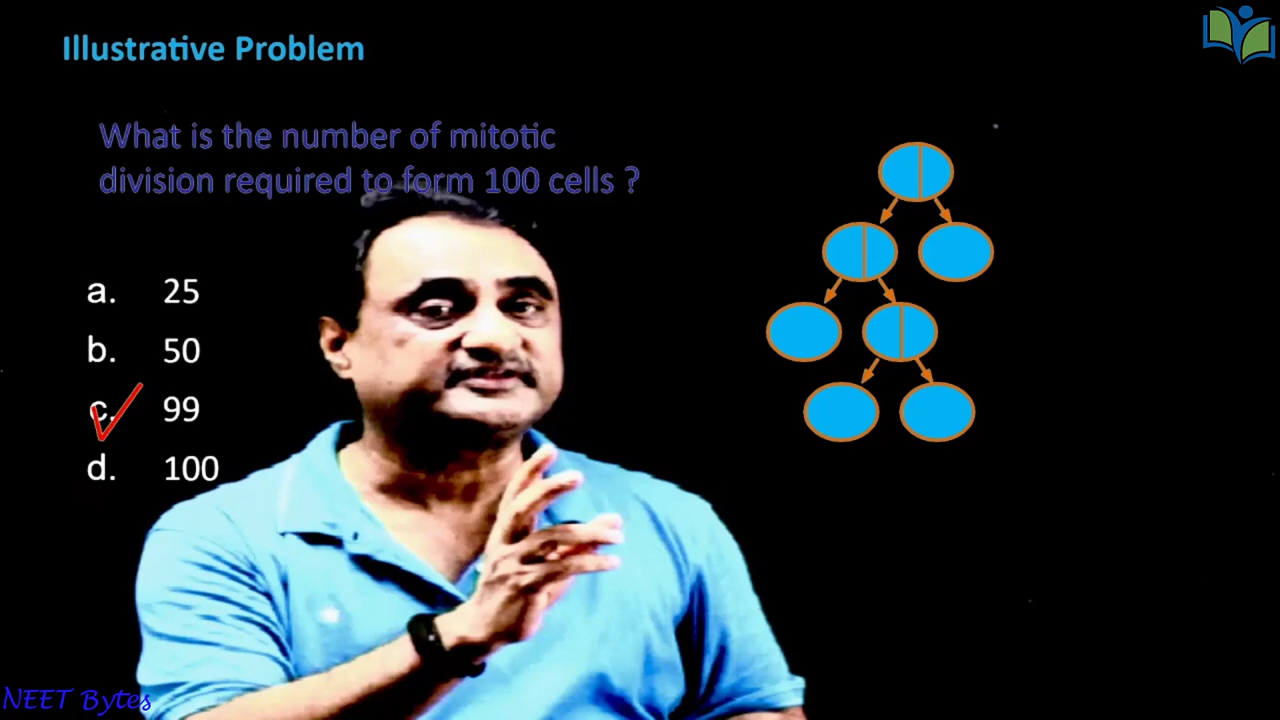 Illustrative Problem
What is the number of mitotic
division required to form 100 cells ?
a. 25
b. 50
c. 99
d. 100
NEET Bytes